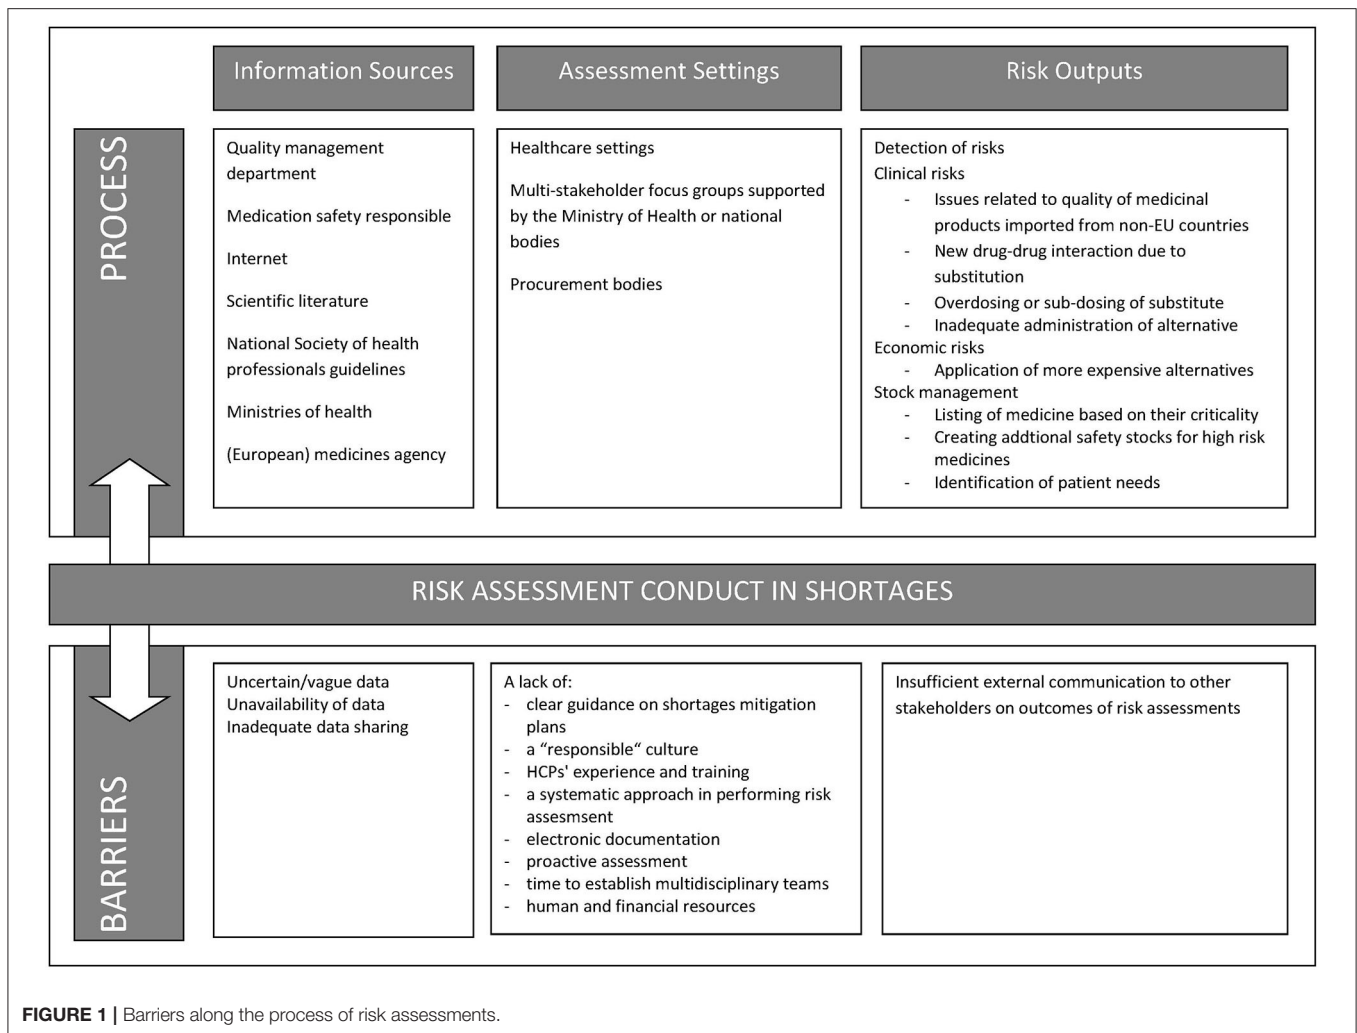 Information Sources
Assessment Settings
Risk Outputs
PROCESS
Quality management
department
Medication safety responsible
Internet
Scientific literature
National Society of health
professionals guidelines
Ministries of health
(European) medicines agency
Healthcare settings
Multi-stakeholder focus groups supported
by the Ministry of Health or national
bodies
Procurement bodies
Detection of risks
Clinical risks
- Issues related to quality of medicinal
products imported from non-EU countries
- New drug-drug interaction due to
substitution
- Overdosing or sub-dosing of substitute
- Inadequate administration of alternative
Economic risks
- Application of more expensive alternatives
Stock management
- Listing of medicine based on their criticality
- Creating addtional safety stocks for high risk
medicines
- Identification of patient needs
RISK ASSESSMENT CONDUCT IN SHORTAGES
BARRIERS
Uncertain/vague data
Unavailability of data
Inadequate data sharing
A lack of:
- clear guidance on shortages mitigation
plans
- a “responsible“ culture
- HCPs' experience and training
- a systematic approach in performing risk
assesmsent
- electronic documentation
- proactive assessment
- time to establish multidisciplinary teams
- human and financial resources
Insufficient external communication to other
stakeholders on outcomes of risk assessments
FIGURE 1 | Barriers along the process of risk assessments.